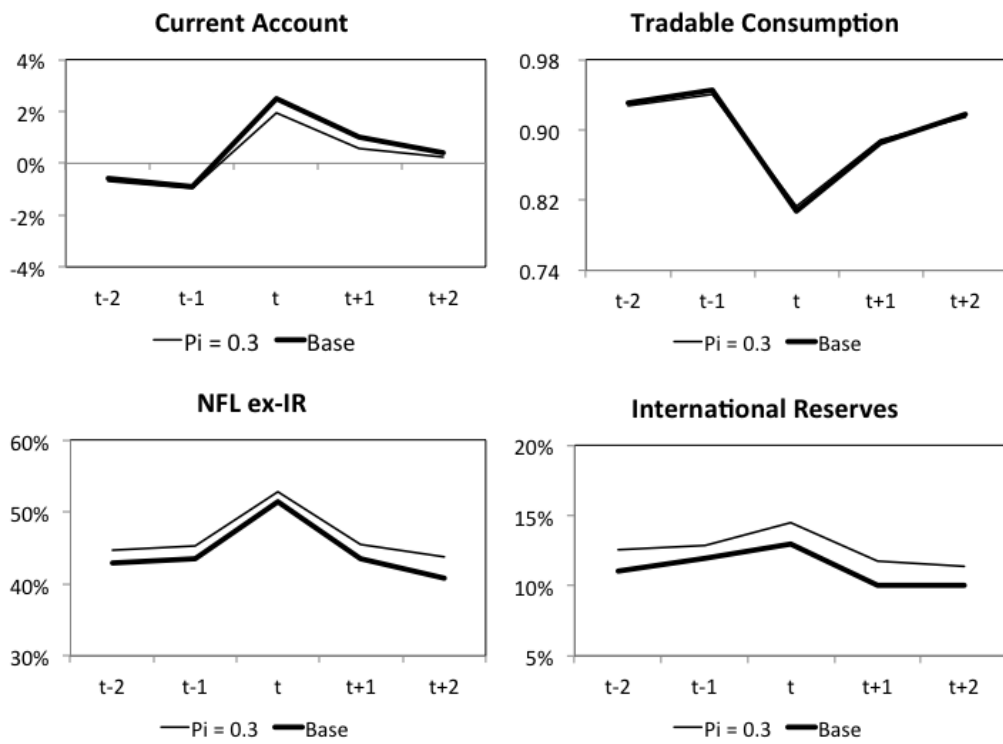 Current Account
4%
2%
0%
-2%
-4%
t-2 t-1 t t+1 t+2
Pi = 0.3 Base
Tradable Consumption
0.98
0.90
0.82
0.74
t-2 t-1 t t+1 t+2
Pi = 0.3 Base
NFL ex-IR
60%
50%
40%
30%
t-2 t-1 t t+1 t+2
Pi = 0.3 Base
International Reserves
20%
15%
10%
5%
t-2 t-1 t t+1 t+2
Pi = 0.3 Base